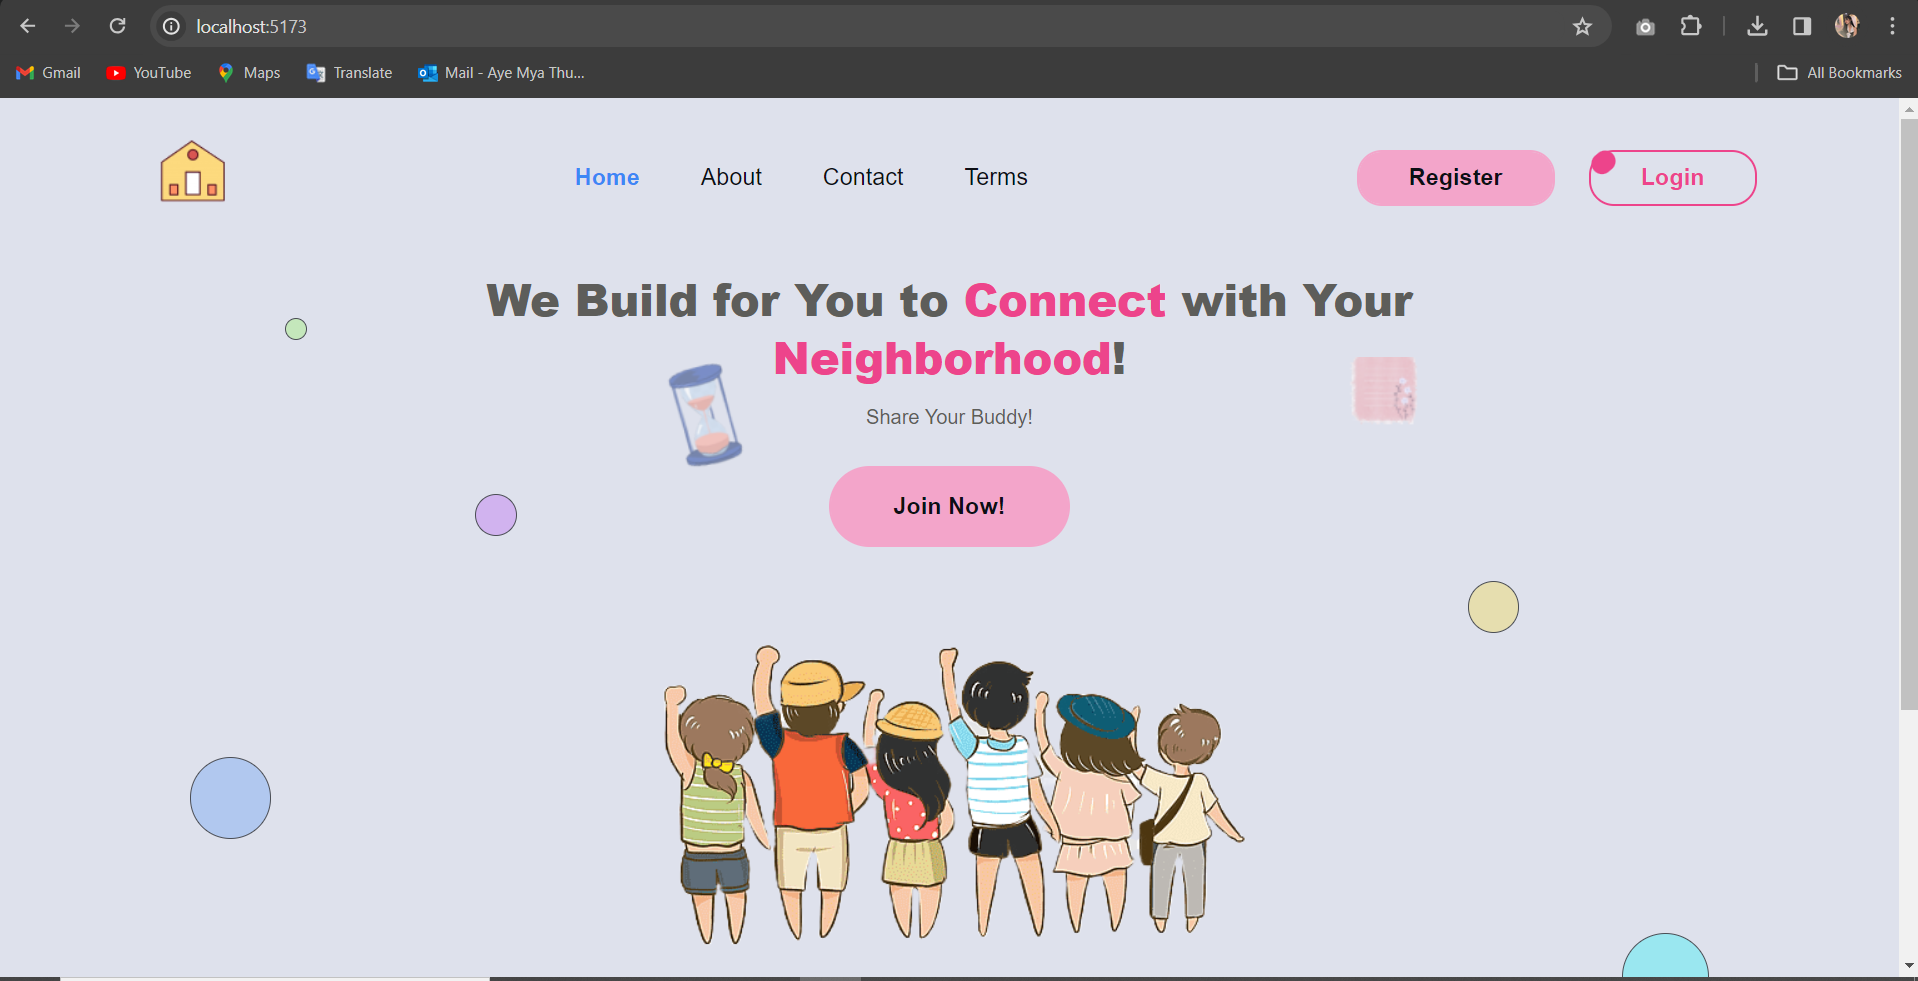 localhost:5173
Gmail YouTube Maps Translate Mail - Aye Mya Thu... All Bookmarks
Home About Contact Terms Register Login
We Build for You to Connect with Your
Neighborhood!
Share Your Buddy!
Join Now!